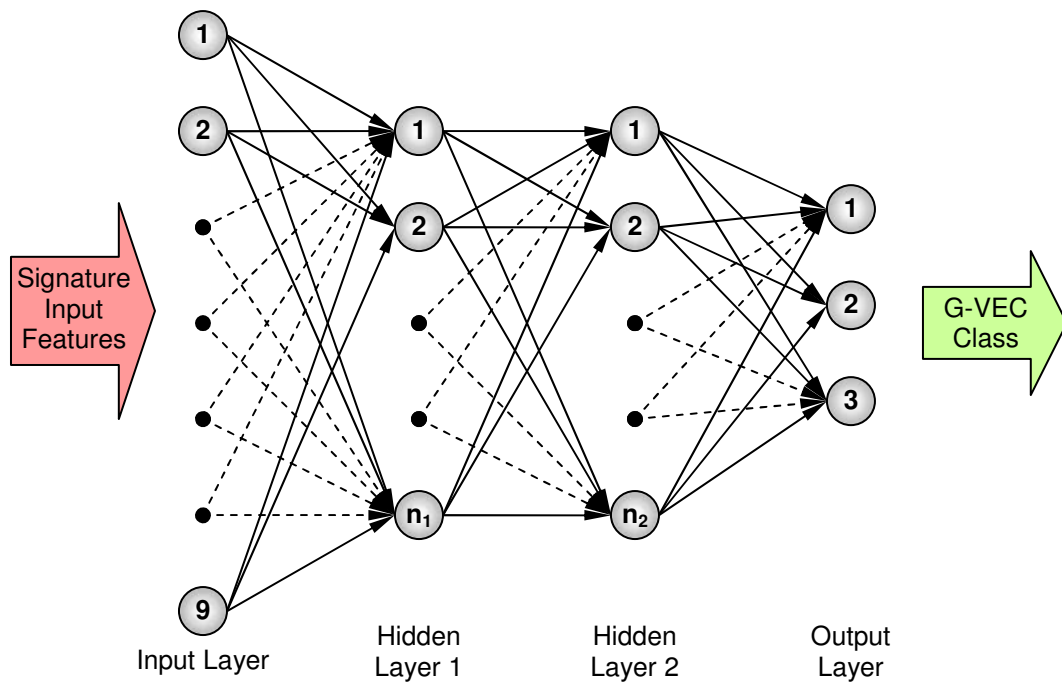 1
2
9
Signature
Input
Features
1
2
n₁
1
2
n₂
1
2
3
G-VEC
Class
Input Layer
Hidden
Layer 1
Hidden
Layer 2
Output
Layer